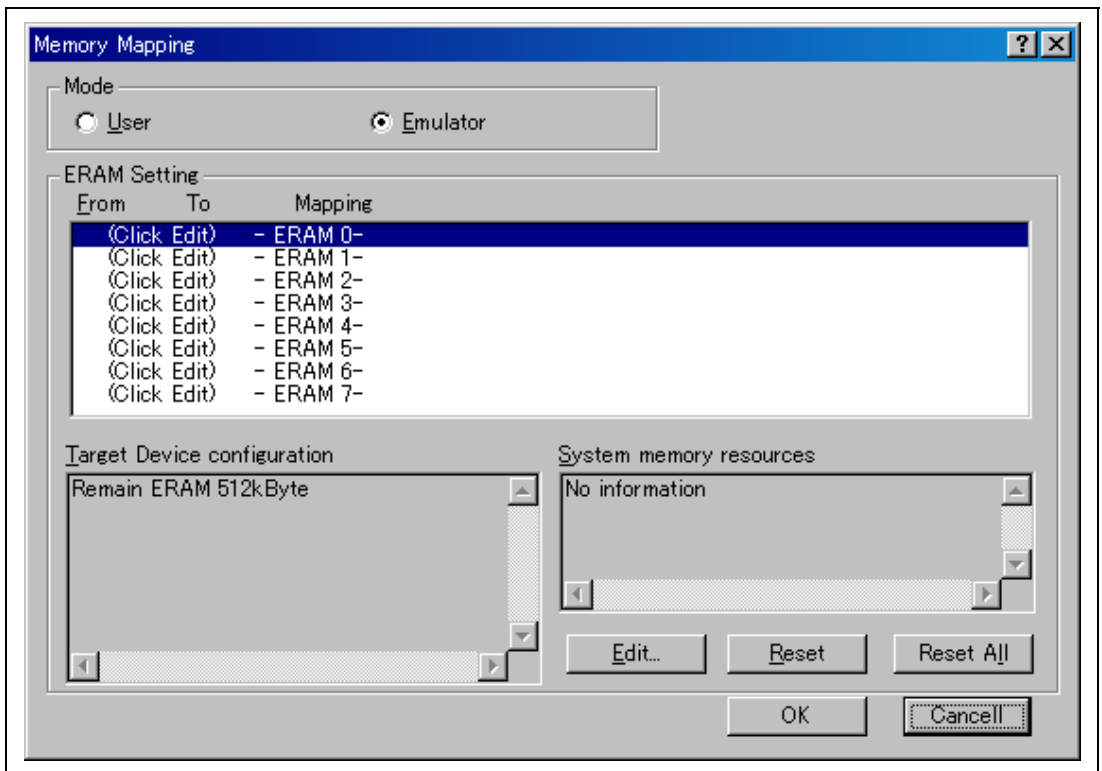 Memory Mapping
Mode
User Emulator
ERAM Setting
From To Mapping
(Click Edit) - ERAM 0-
(Click Edit) - ERAM 1-
(Click Edit) - ERAM 2-
(Click Edit) - ERAM 3-
(Click Edit) - ERAM 4-
(Click Edit) - ERAM 5-
(Click Edit) - ERAM 6-
(Click Edit) - ERAM 7-
Target Device configuration
Remain ERAM 512kByte
System memory resources
No information
Edit... Reset Reset All
OK Cancell